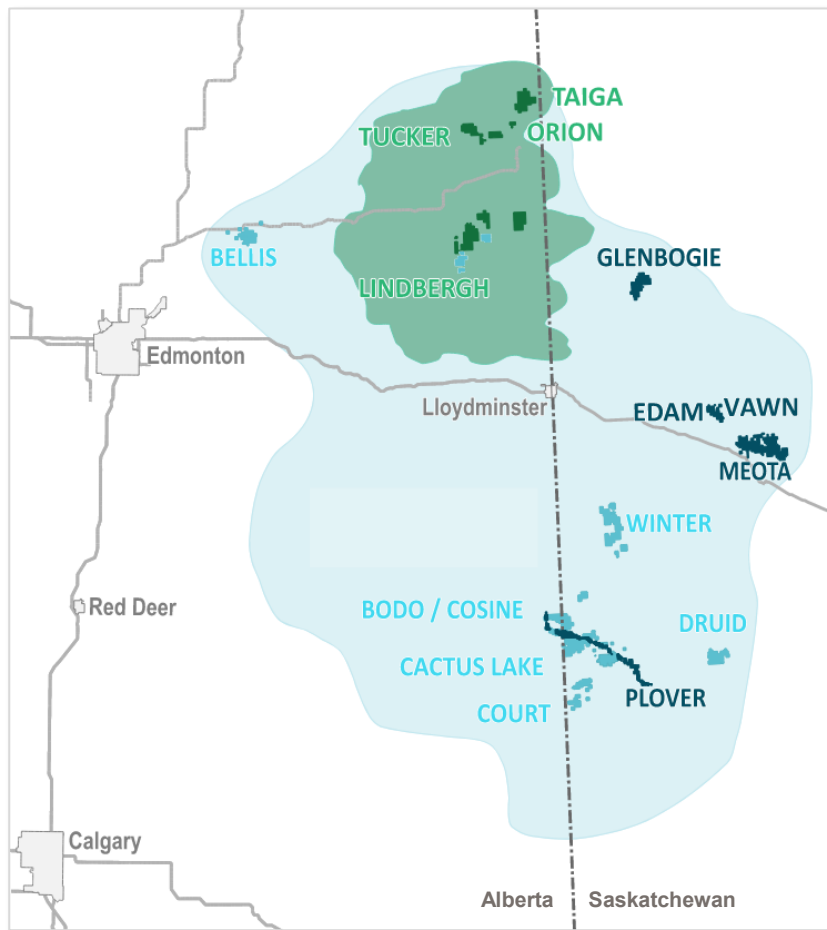 TAIGA
TUCKER
ORION
BELLIS
GLENBOGIE
LINDBERGH
Edmonton
Lloydminster
EDAM
VAWN
MEOTA
WINTER
Red Deer
BODO / COSINE
DRUID
CACTUS LAKE
PLOVER
COURT
Calgary
Alberta
Saskatchewan